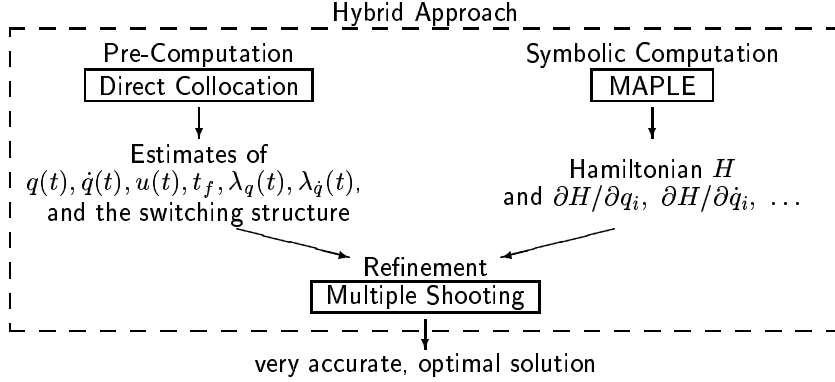 Hybrid Approach
Pre-Computation
Direct Collocation
Estimates of
q(t), q̇(t), u(t), t_f, λ_q(t), λ_q̇(t),
and the switching structure
Symbolic Computation
MAPLE
Hamiltonian H
and ∂H/∂q_i, ∂H/∂q̇_i, ...
Refinement
Multiple Shooting
very accurate, optimal solution